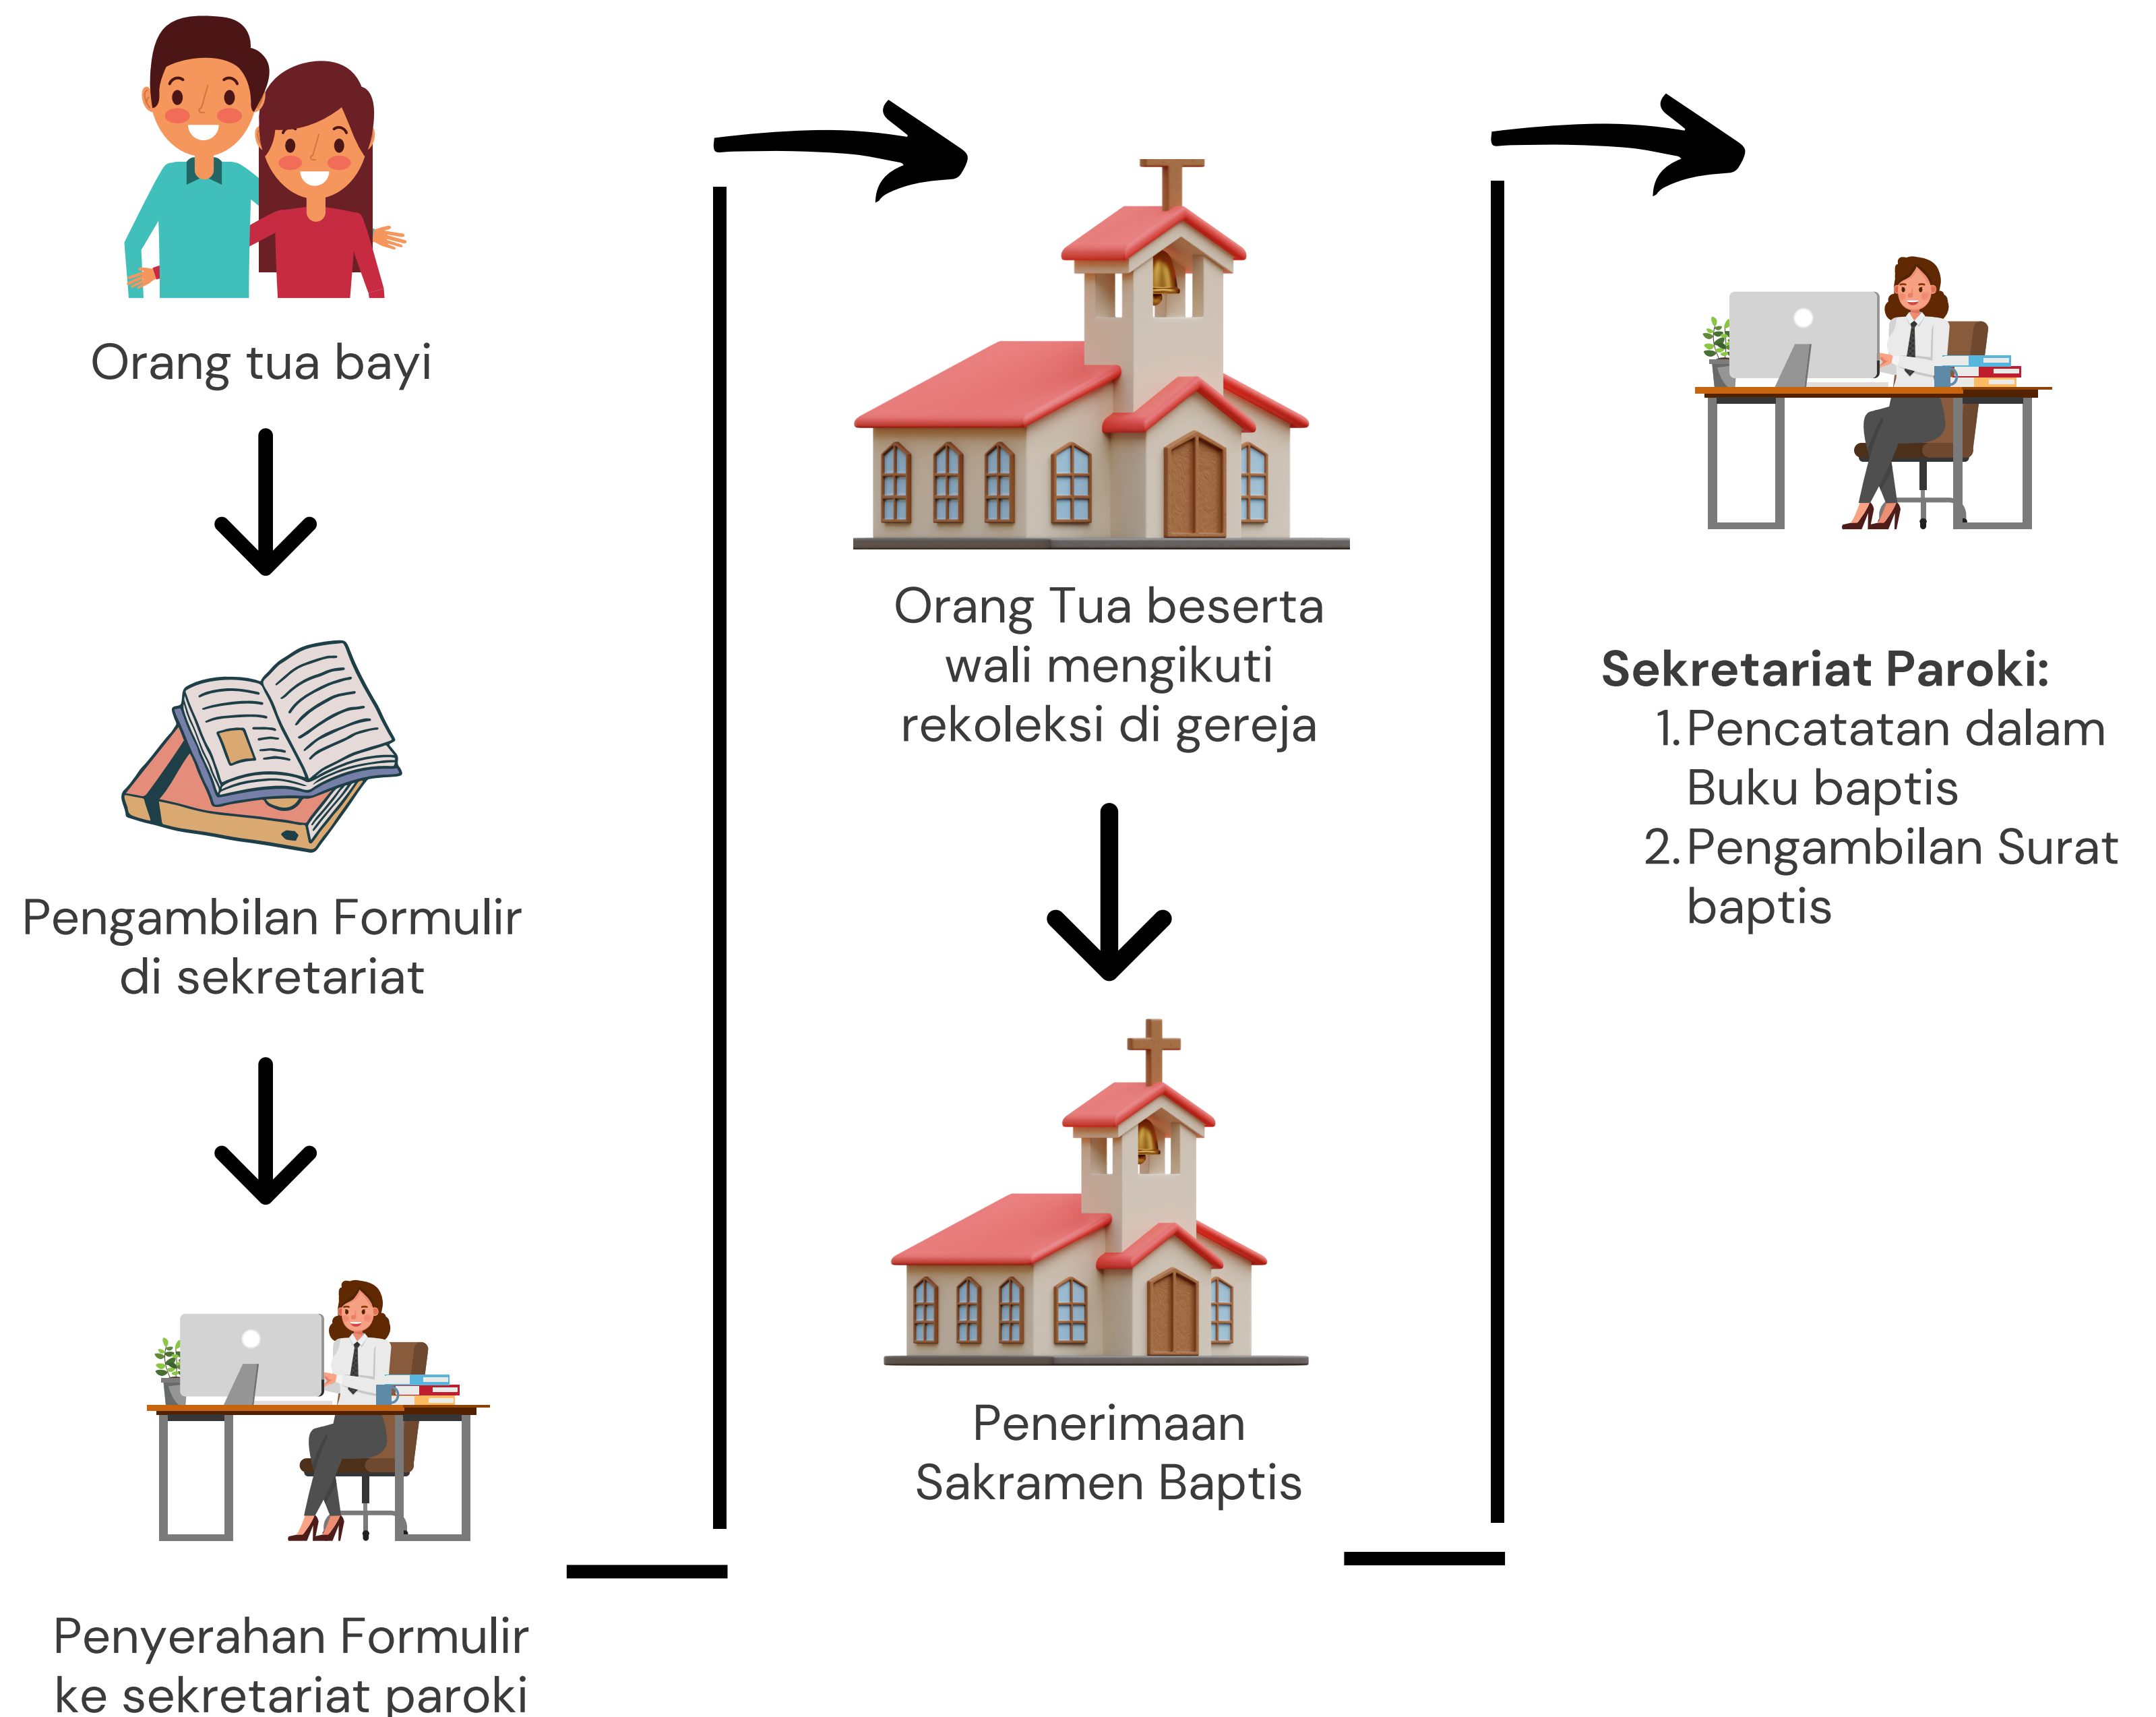 Orang tua bayi
Pengambilan Formulir
di sekretariat
Penyerahan Formulir
ke sekretariat paroki
Orang Tua beserta
wali mengikuti
rekoleksi di gereja
Penerimaan
Sakramen Baptis
Sekretariat Paroki:
1. Pencatatan dalam
Buku baptis
2. Pengambilan Surat
baptis